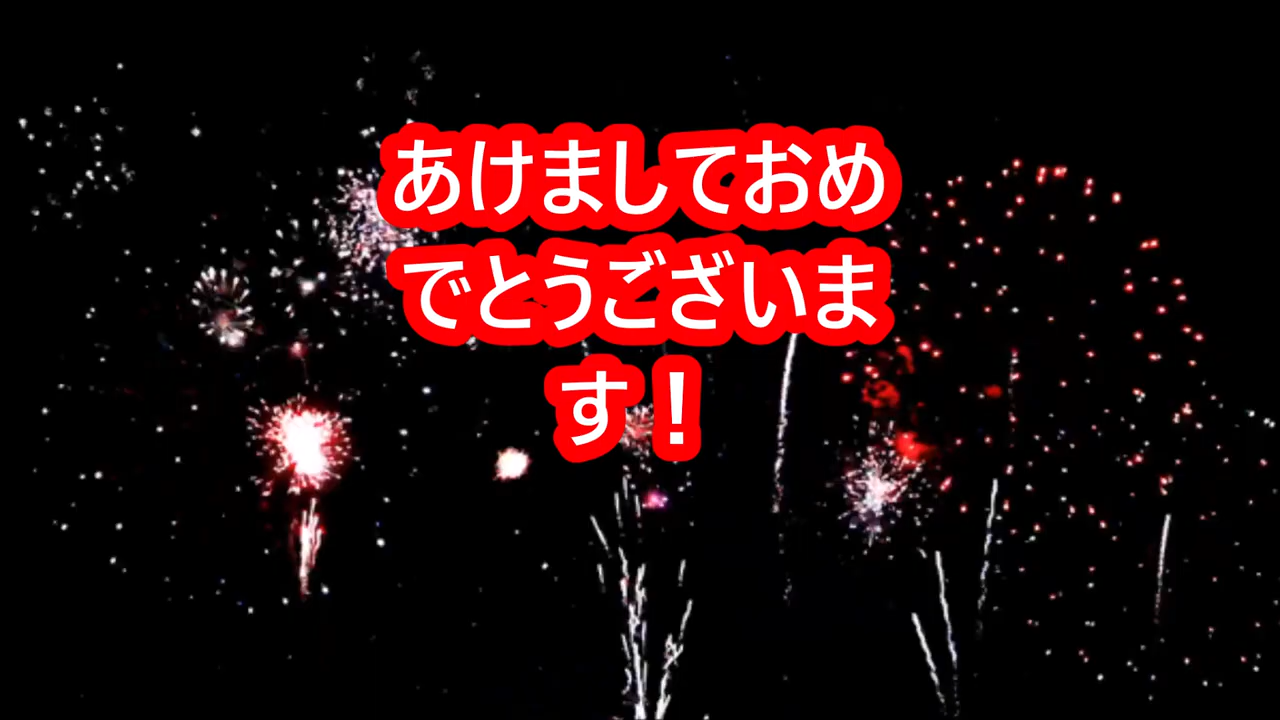 あけましておめ
でとうございま
す！